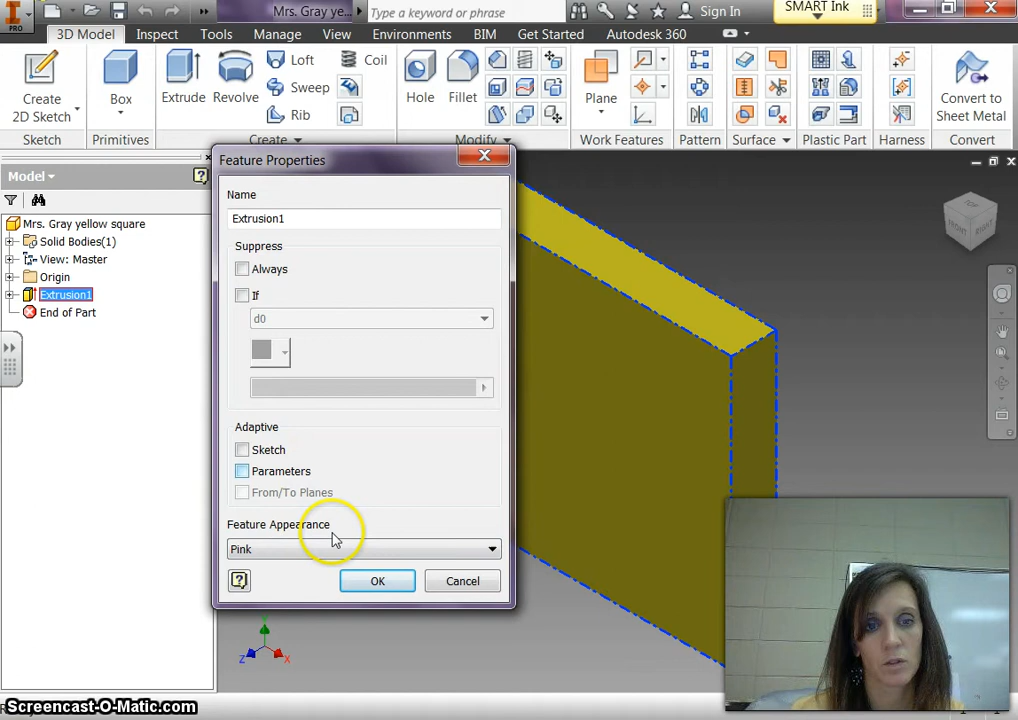 PRO
Mrs. Gray ye...
Type a keyword or phrase
Sign In
SMART Ink
3D Model
Inspect
Tools
Manage
View
Environments
BIM
Get Started
Autodesk 360
Create
2D Sketch
Box
Extrude
Revolve
Loft
Sweep
Rib
Coil
Hole
Fillet
Plane
Convert to
Sheet Metal
Sketch
Primitives
Create
Modify
Work Features
Pattern
Surface
Plastic Part
Harness
Convert
Model
Mrs. Gray yellow square
Solid Bodies(1)
View: Master
Origin
Extrusion1
End of Part
Feature Properties
Name
Extrusion1
Suppress
Always
If
d0
Adaptive
Sketch
Parameters
From/To Planes
Feature Appearance
Pink
OK
Cancel
FRONT
RIGHT
Z
X
Screencast-O-Matic.com